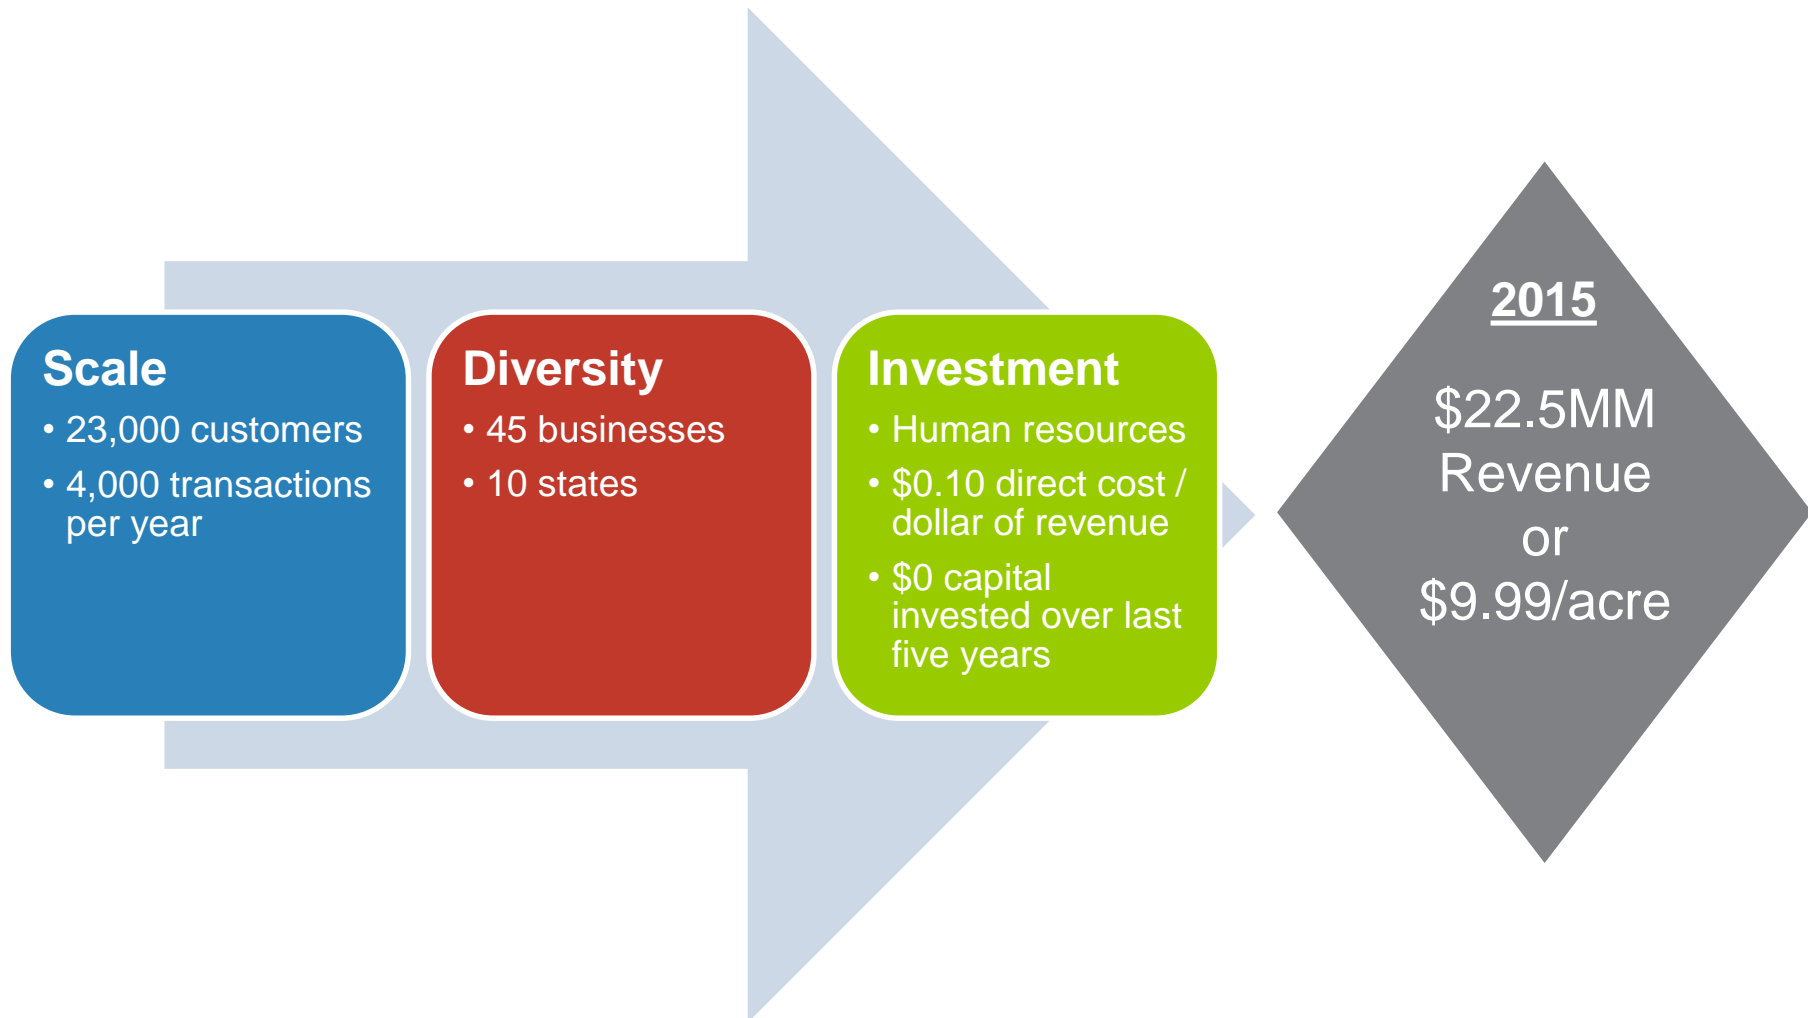 Scale
• 23,000 customers
• 4,000 transactions
per year
Diversity
• 45 businesses
• 10 states
Investment
• Human resources
• $0.10 direct cost /
dollar of revenue
• $0 capital
invested over last
five years
2015
$22.5MM
Revenue
or
$9.99/acre